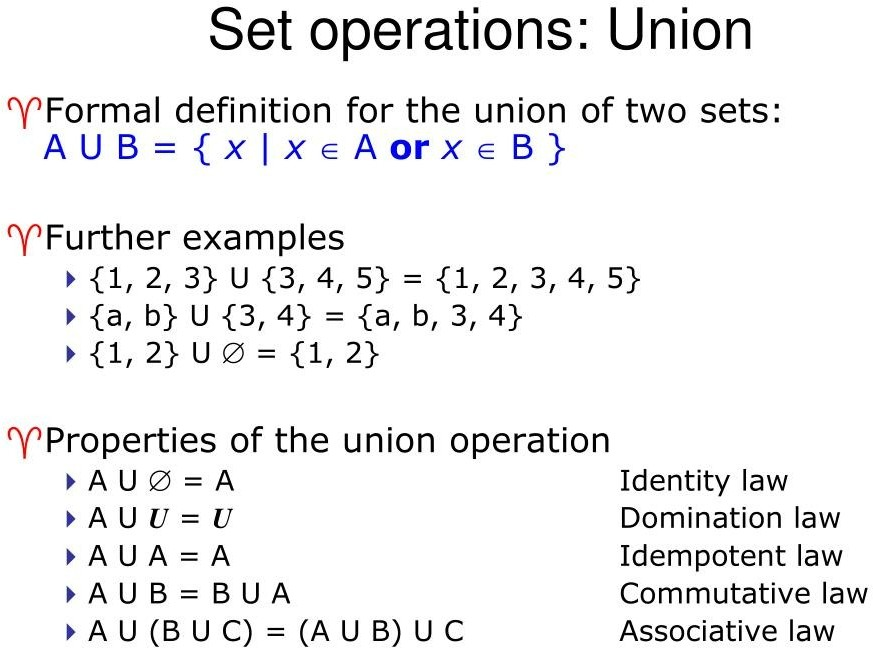 Set operations: Union
Formal definition for the union of two sets:
A U B = { x | x ∈ A or x ∈ B }
Further examples
{1, 2, 3} U {3, 4, 5} = {1, 2, 3, 4, 5}
{a, b} U {3, 4} = {a, b, 3, 4}
{1, 2} U ∅ = {1, 2}
Properties of the union operation
A U ∅ = A Identity law
A U U = U Domination law
A U A = A Idempotent law
A U B = B U A Commutative law
A U (B U C) = (A U B) U C Associative law